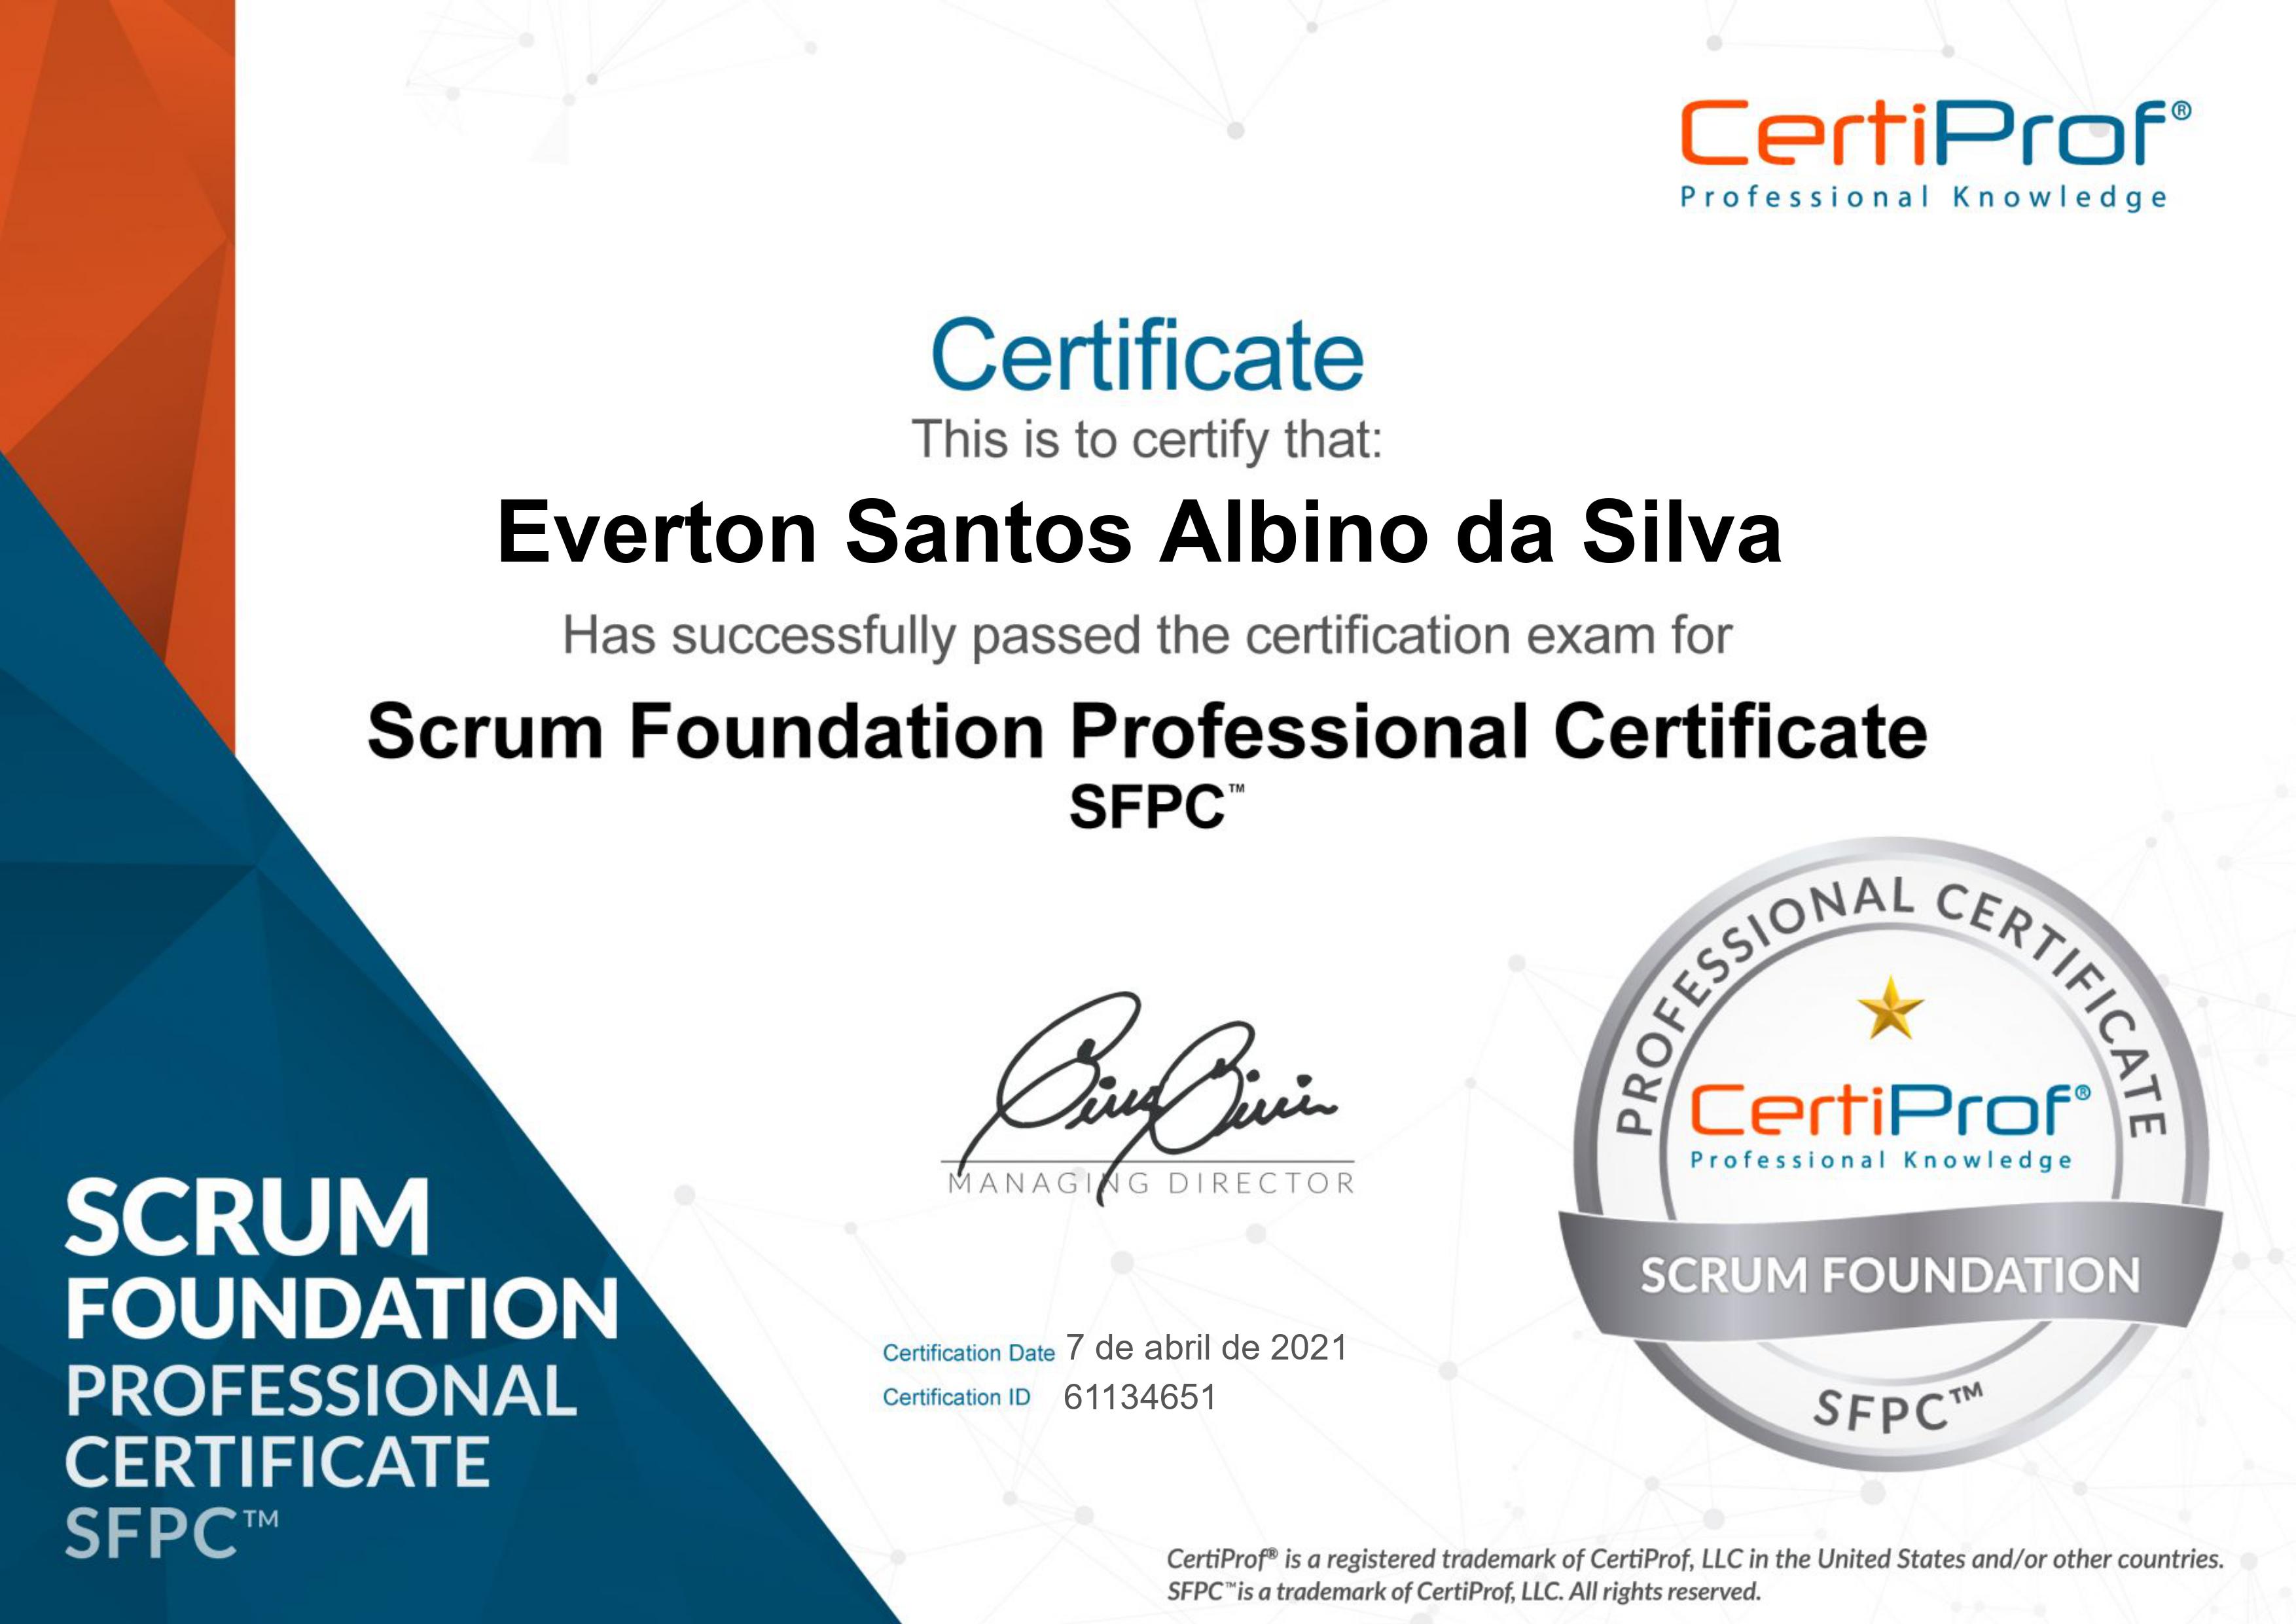 CertiProf®
Professional Knowledge
Certificate
This is to certify that:
Everton Santos Albino da Silva
Has successfully passed the certification exam for
Scrum Foundation Professional Certificate
SFPC™
MANAGING DIRECTOR
Certification Date 7 de abril de 2021
Certification ID 61134651
PROFESSIONAL CERTIFICATE
CertiProf®
Professional Knowledge
SCRUM FOUNDATION
SFPC™
SCRUM
FOUNDATION
PROFESSIONAL
CERTIFICATE
SFPC™
CertiProf® is a registered trademark of CertiProf, LLC in the United States and/or other countries.
SFPC™ is a trademark of CertiProf, LLC. All rights reserved.